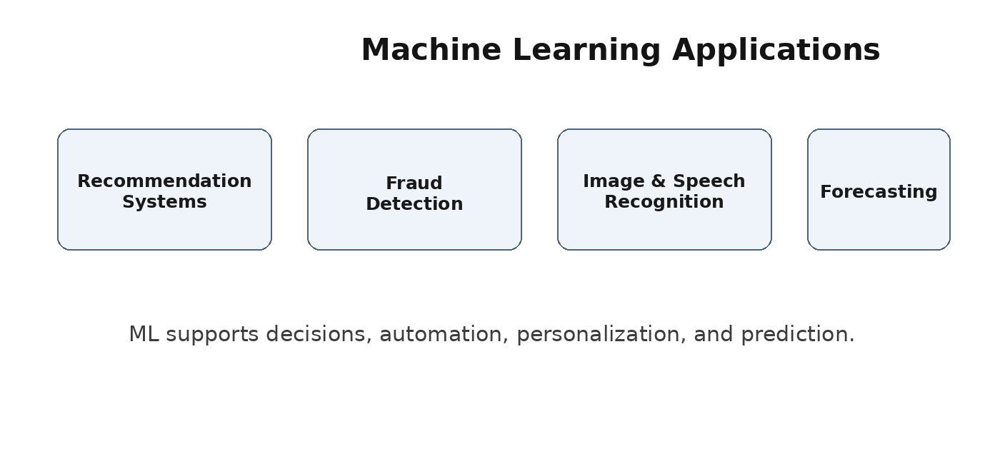 Machine Learning Applications
Recommendation
Systems
Fraud
Detection
Image & Speech
Recognition
Forecasting
ML supports decisions, automation, personalization, and prediction.